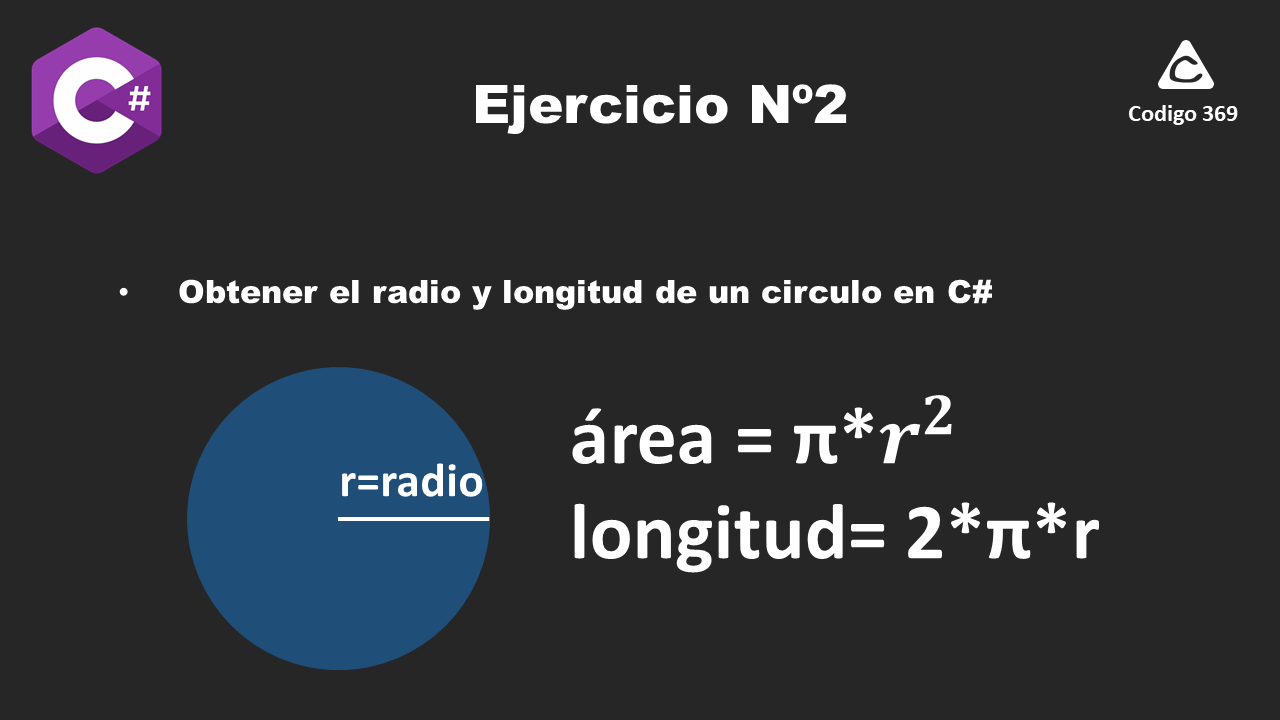 C#
Ejercicio Nº2
Codigo 369
• Obtener el radio y longitud de un circulo en C#
r=radio
área = π*𝒓²
longitud= 2*π*r